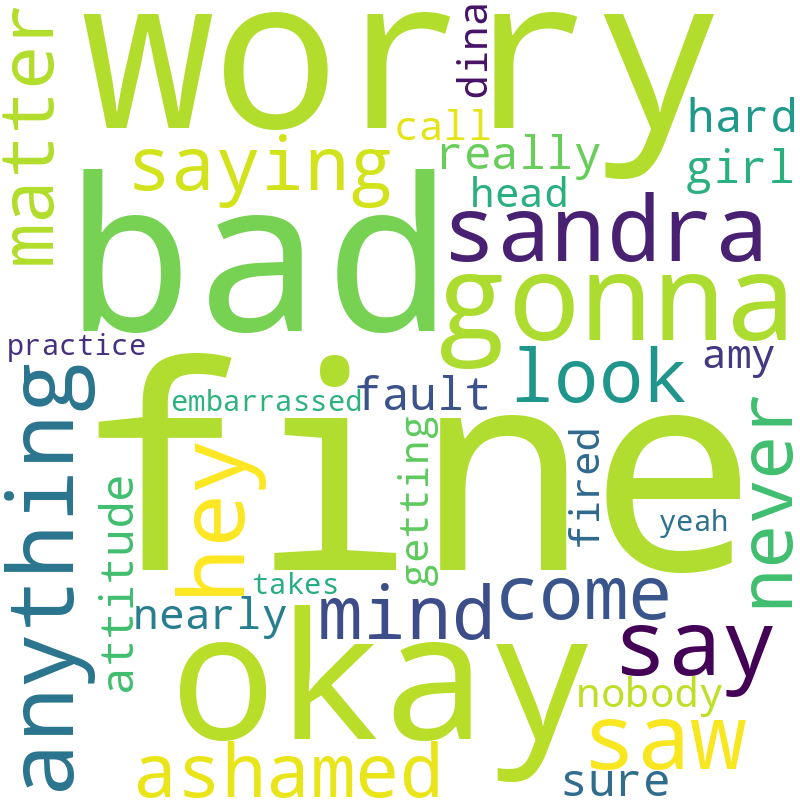 worry
dina
matter
call
hard
saying
really
girl
head
bad
sandra
gonna
practice
amy
look
anything
embarrassed
fault
fine
never
hey
getting
fired
attitude
yeah
takes
nearly
mind
come
okay
say
nobody
ashamed
saw
sure